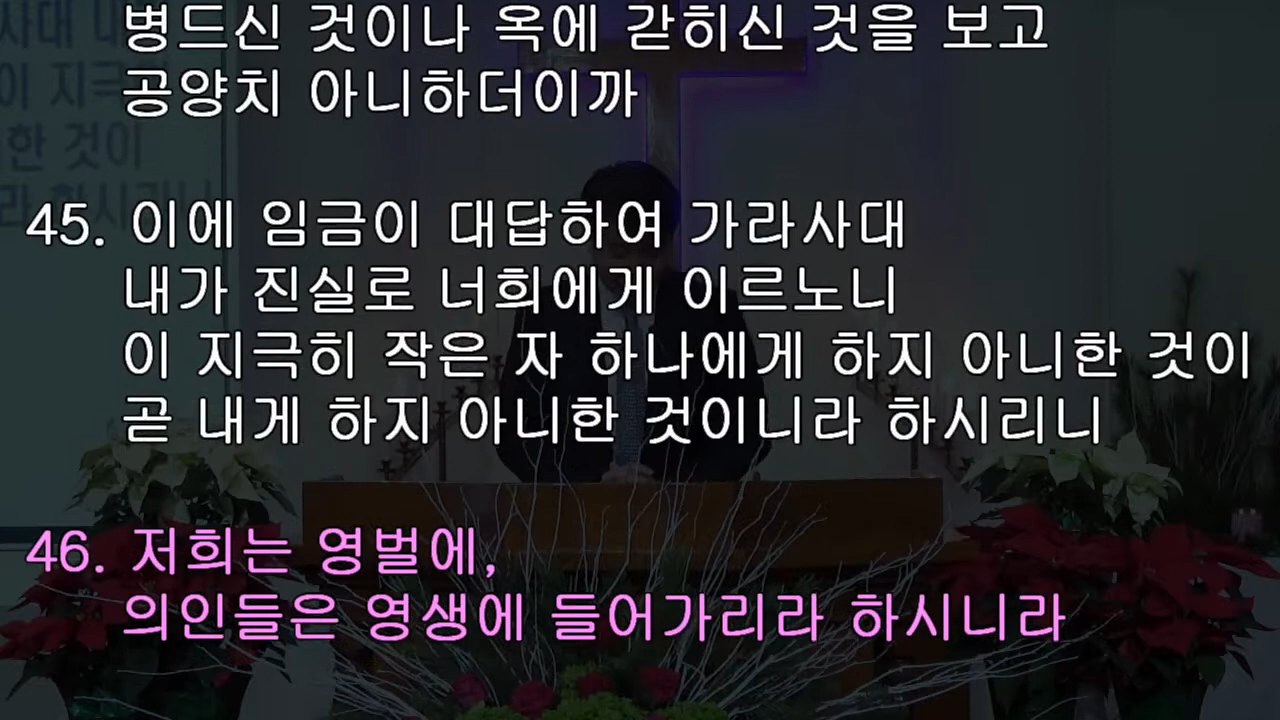 병드신 것이나 옥에 갇히신 것을 보고
공양치 아니하더이까
45. 이에 임금이 대답하여 가라사대
내가 진실로 너희에게 이르노니
이 지극히 작은 자 하나에게 하지 아니한 것이
곧 내게 하지 아니한 것이니라 하시리니
46. 저희는 영벌에,
의인들은 영생에 들어가리라 하시니라